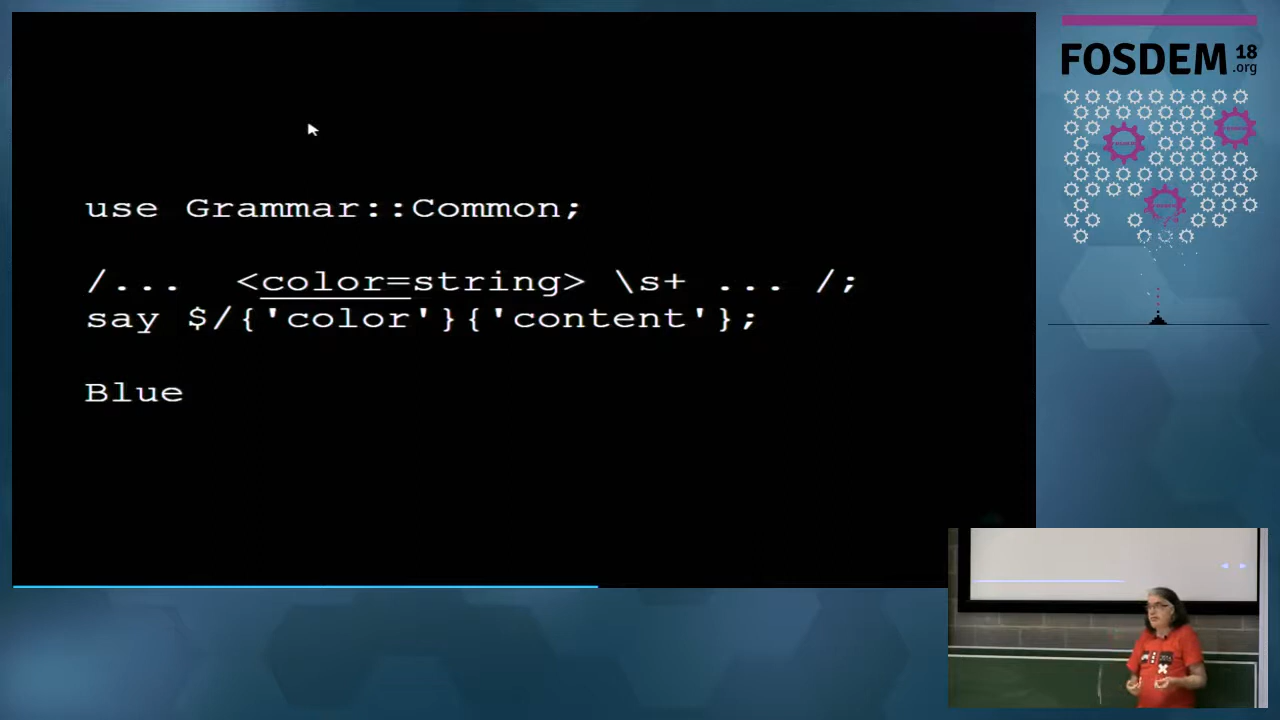 use Grammar::Common;
/... <color=string> \s+ ... /;
say $/{'color'}{'content'};
Blue
FOSDEM 18
.org